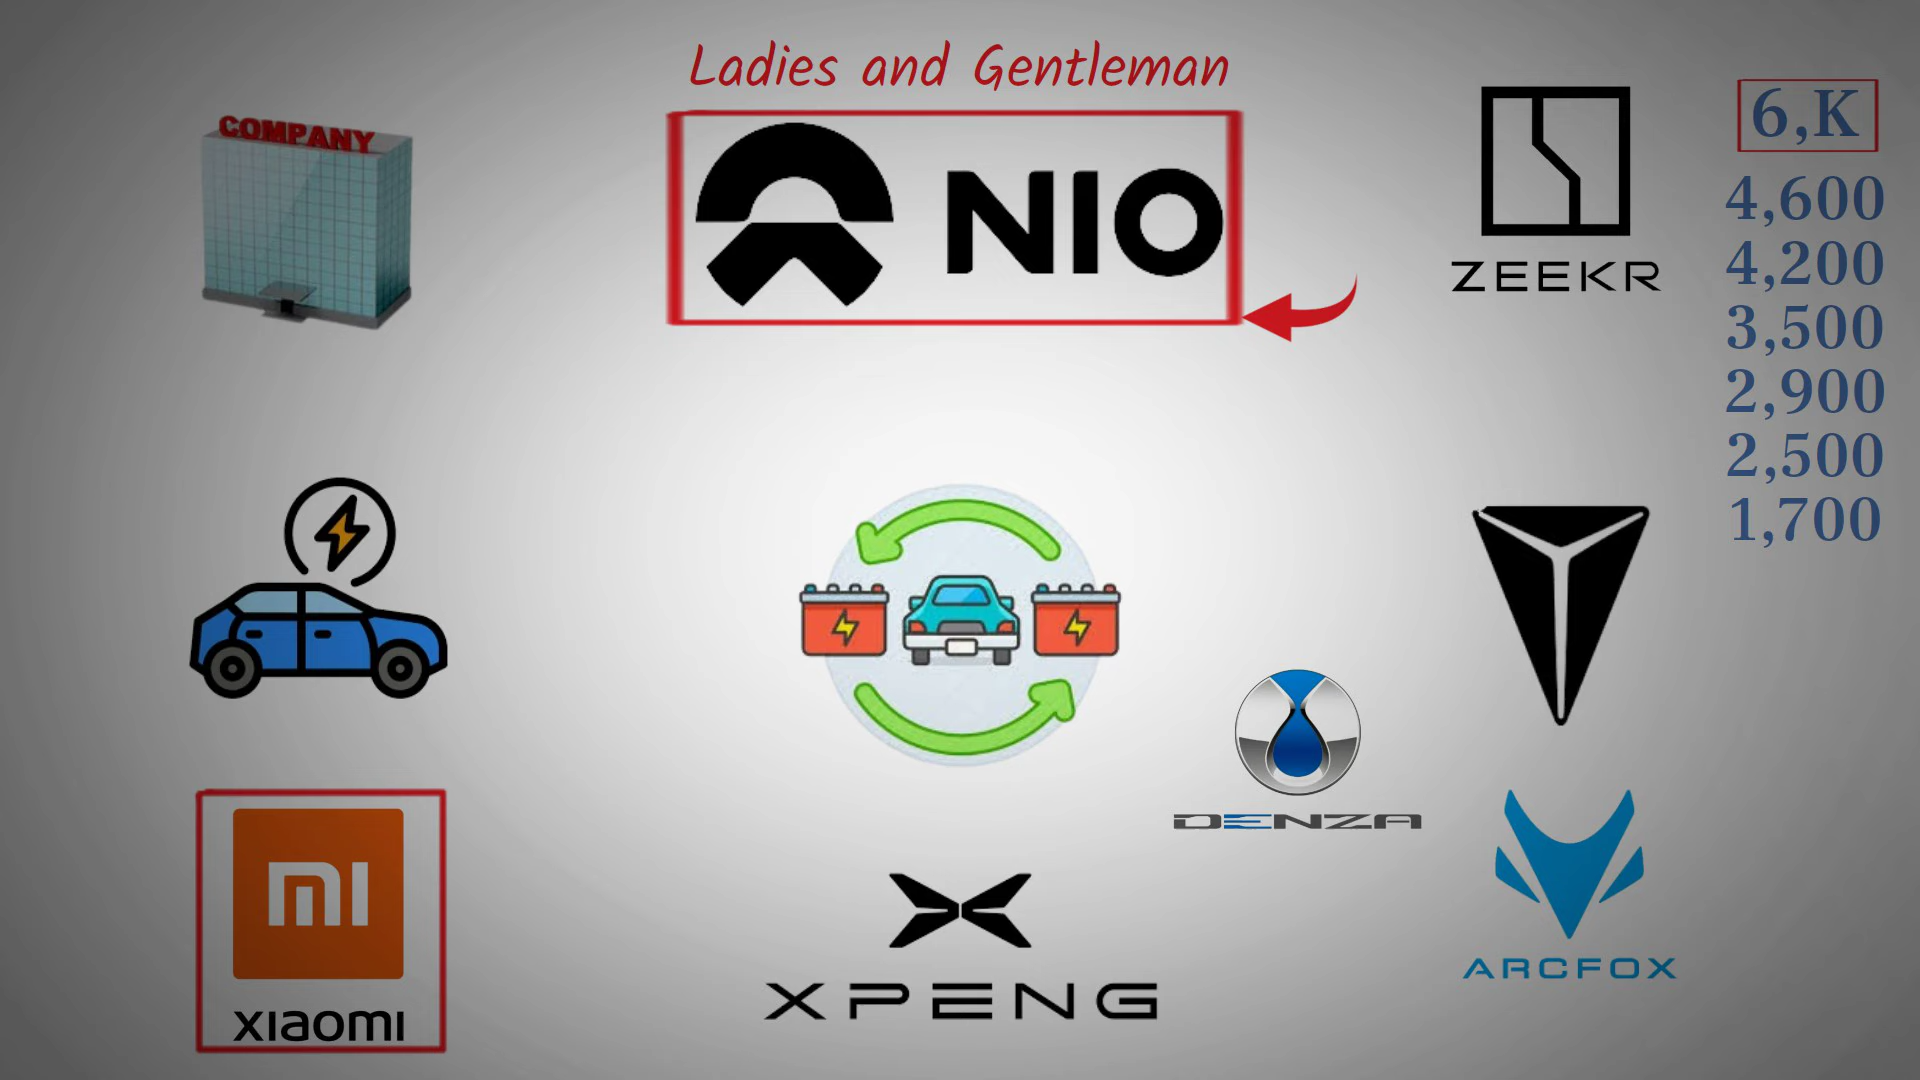 Ladies and Gentleman
COMPANY
NIO
ZEEKR
6,K
4,600
4,200
3,500
2,900
2,500
1,700
DENZA
mi
xiaomi
XPENG
ARCFOX